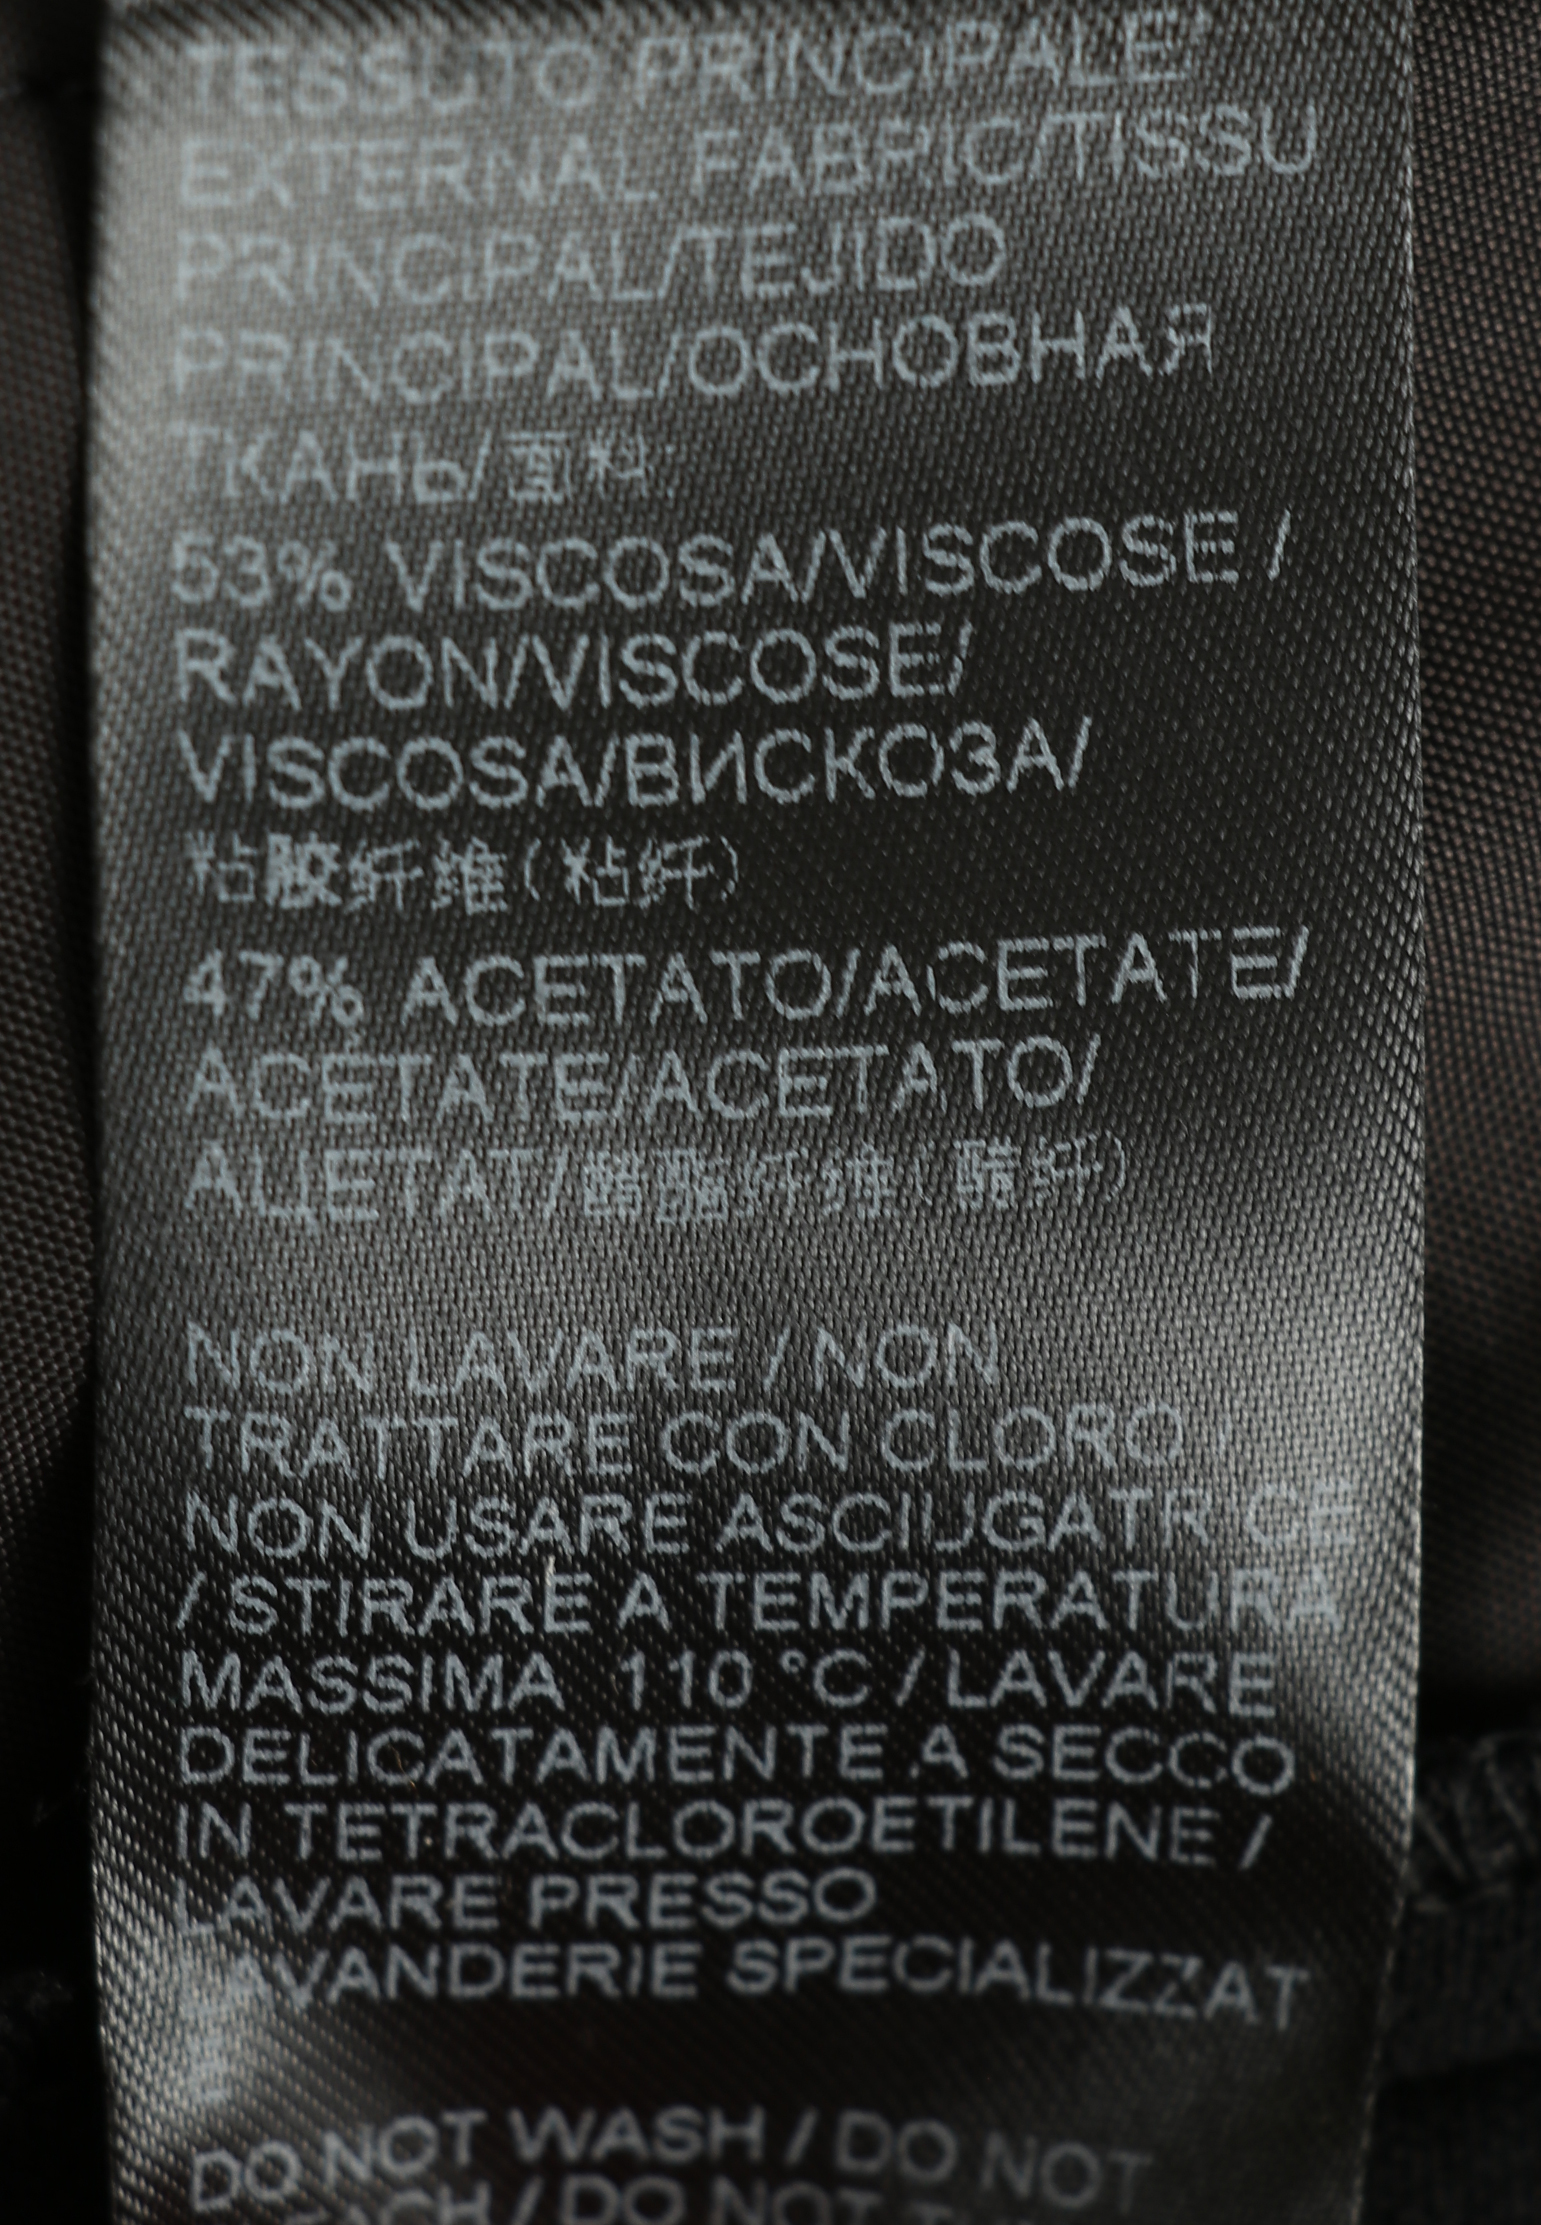 TESSUTO PRINCIPALE/
EXTERNAL FABRIC/TISSU
PRINCIPAL/TEJIDO
PRINCIPAL/ОСНОВНАЯ
ТКАНЬ/面料:
53% VISCOSA/VISCOSE /
RAYON/VISCOSE/
VISCOSA/ВИСКОЗА/
粘胶纤维(粘纤)
47% ACETATO/ACETATE/
ACÉTATE/ACETATO/
АЦЕТАТ/醋酯纤维(醋纤)
NON LAVARE / NON
TRATTARE CON CLORO /
NON USARE ASCIUGATRICE
/ STIRARE A TEMPERATURA
MASSIMA 110 °C / LAVARE
DELICATAMENTE A SECCO
IN TETRACLOROETILENE /
LAVARE PRESSO
LAVANDERIE SPECIALIZZAT
E
DO NOT WASH / DO NOT
/ DO NOT